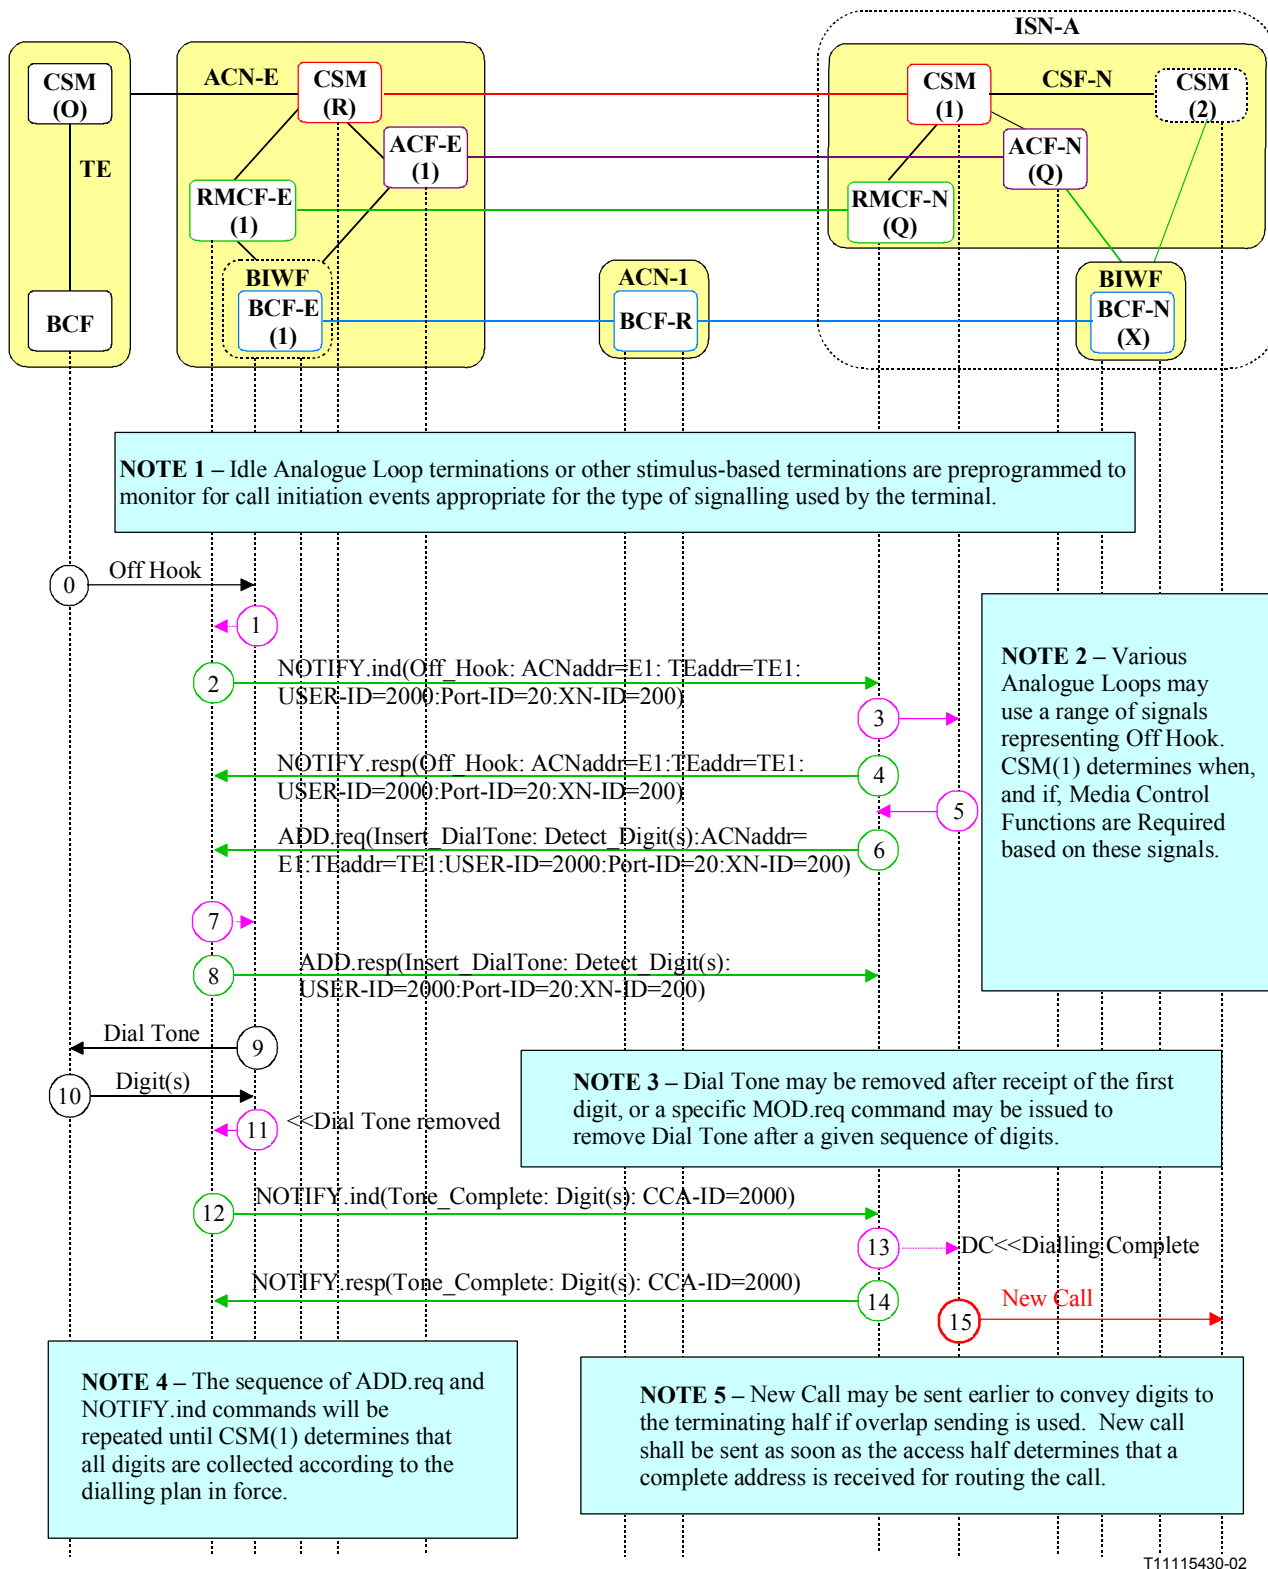 ISN-A
ACN-E
CSM
(O)
TE
BCF
CSM
(R)
ACF-E
(1)
RMCF-E
(1)
BIWF
BCF-E
(1)
ACN-1
BCF-R
CSM
(1)
CSF-N
CSM
(2)
ACF-N
(Q)
RMCF-N
(Q)
BIWF
BCF-N
(X)
NOTE 1 – Idle Analogue Loop terminations or other stimulus-based terminations are preprogrammed to
monitor for call initiation events appropriate for the type of signalling used by the terminal.
0
Off Hook
1
2
NOTIFY.ind(Off_Hook: ACNaddr=E1: TEaddr=TE1:
USER-ID=2000:Port-ID=20:XN-ID=200)
3
NOTIFY.resp(Off_Hook: ACNaddr=E1:TEaddr=TE1:
USER-ID=2000:Port-ID=20:XN-ID=200)
4
5
ADD.req(Insert_DialTone: Detect_Digit(s):ACNaddr=
E1:TEaddr=TE1:USER-ID=2000:Port-ID=20:XN-ID=200)
6
NOTE 2 – Various
Analogue Loops may
use a range of signals
representing Off Hook.
CSM(1) determines when,
and if, Media Control
Functions are Required
based on these signals.
7
8
ADD.resp(Insert_DialTone: Detect_Digit(s):
USER-ID=2000:Port-ID=20:XN-ID=200)
Dial Tone
9
10
Digit(s)
11
<<Dial Tone removed
NOTE 3 – Dial Tone may be removed after receipt of the first
digit, or a specific MOD.req command may be issued to
remove Dial Tone after a given sequence of digits.
12
NOTIFY.ind(Tone_Complete: Digit(s): CCA-ID=2000)
13
DC<<Dialling Complete
NOTIFY.resp(Tone_Complete: Digit(s): CCA-ID=2000)
14
15
New Call
NOTE 4 – The sequence of ADD.req and
NOTIFY.ind commands will be
repeated until CSM(1) determines that
all digits are collected according to the
dialling plan in force.
NOTE 5 – New Call may be sent earlier to convey digits to
the terminating half if overlap sending is used. New call
shall be sent as soon as the access half determines that a
complete address is received for routing the call.
T11115430-02